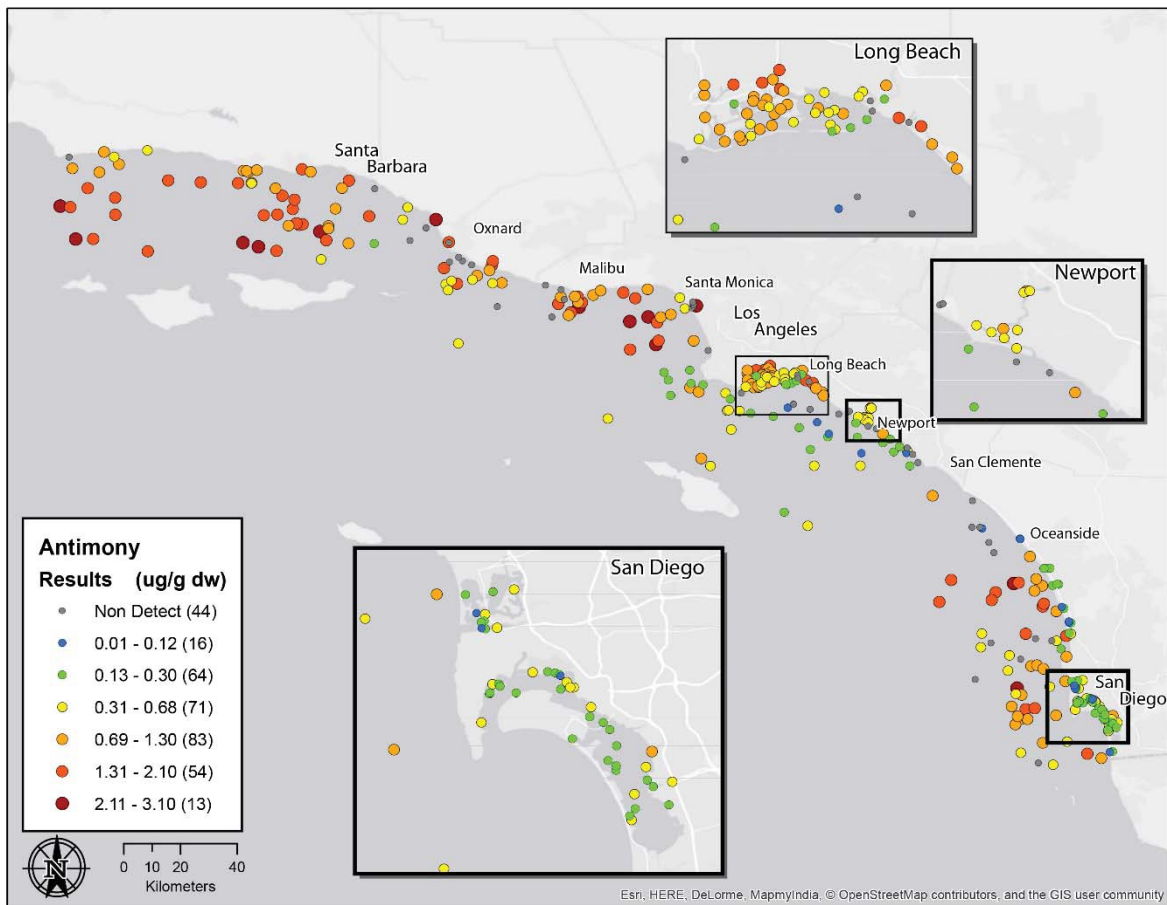 Long Beach
Santa
Barbara
Oxnard
Malibu
Santa Monica
Los
Angeles
Long Beach
Newport
Newport
San Clemente
Oceanside
San Diego
San
Diego
Antimony
Results (ug/g dw)
Non Detect (44)
0.01 - 0.12 (16)
0.13 - 0.30 (64)
0.31 - 0.68 (71)
0.69 - 1.30 (83)
1.31 - 2.10 (54)
2.11 - 3.10 (13)
N
0 10 20 40
Kilometers
Esri, HERE, DeLorme, MapmyIndia, © OpenStreetMap contributors, and the GIS user community